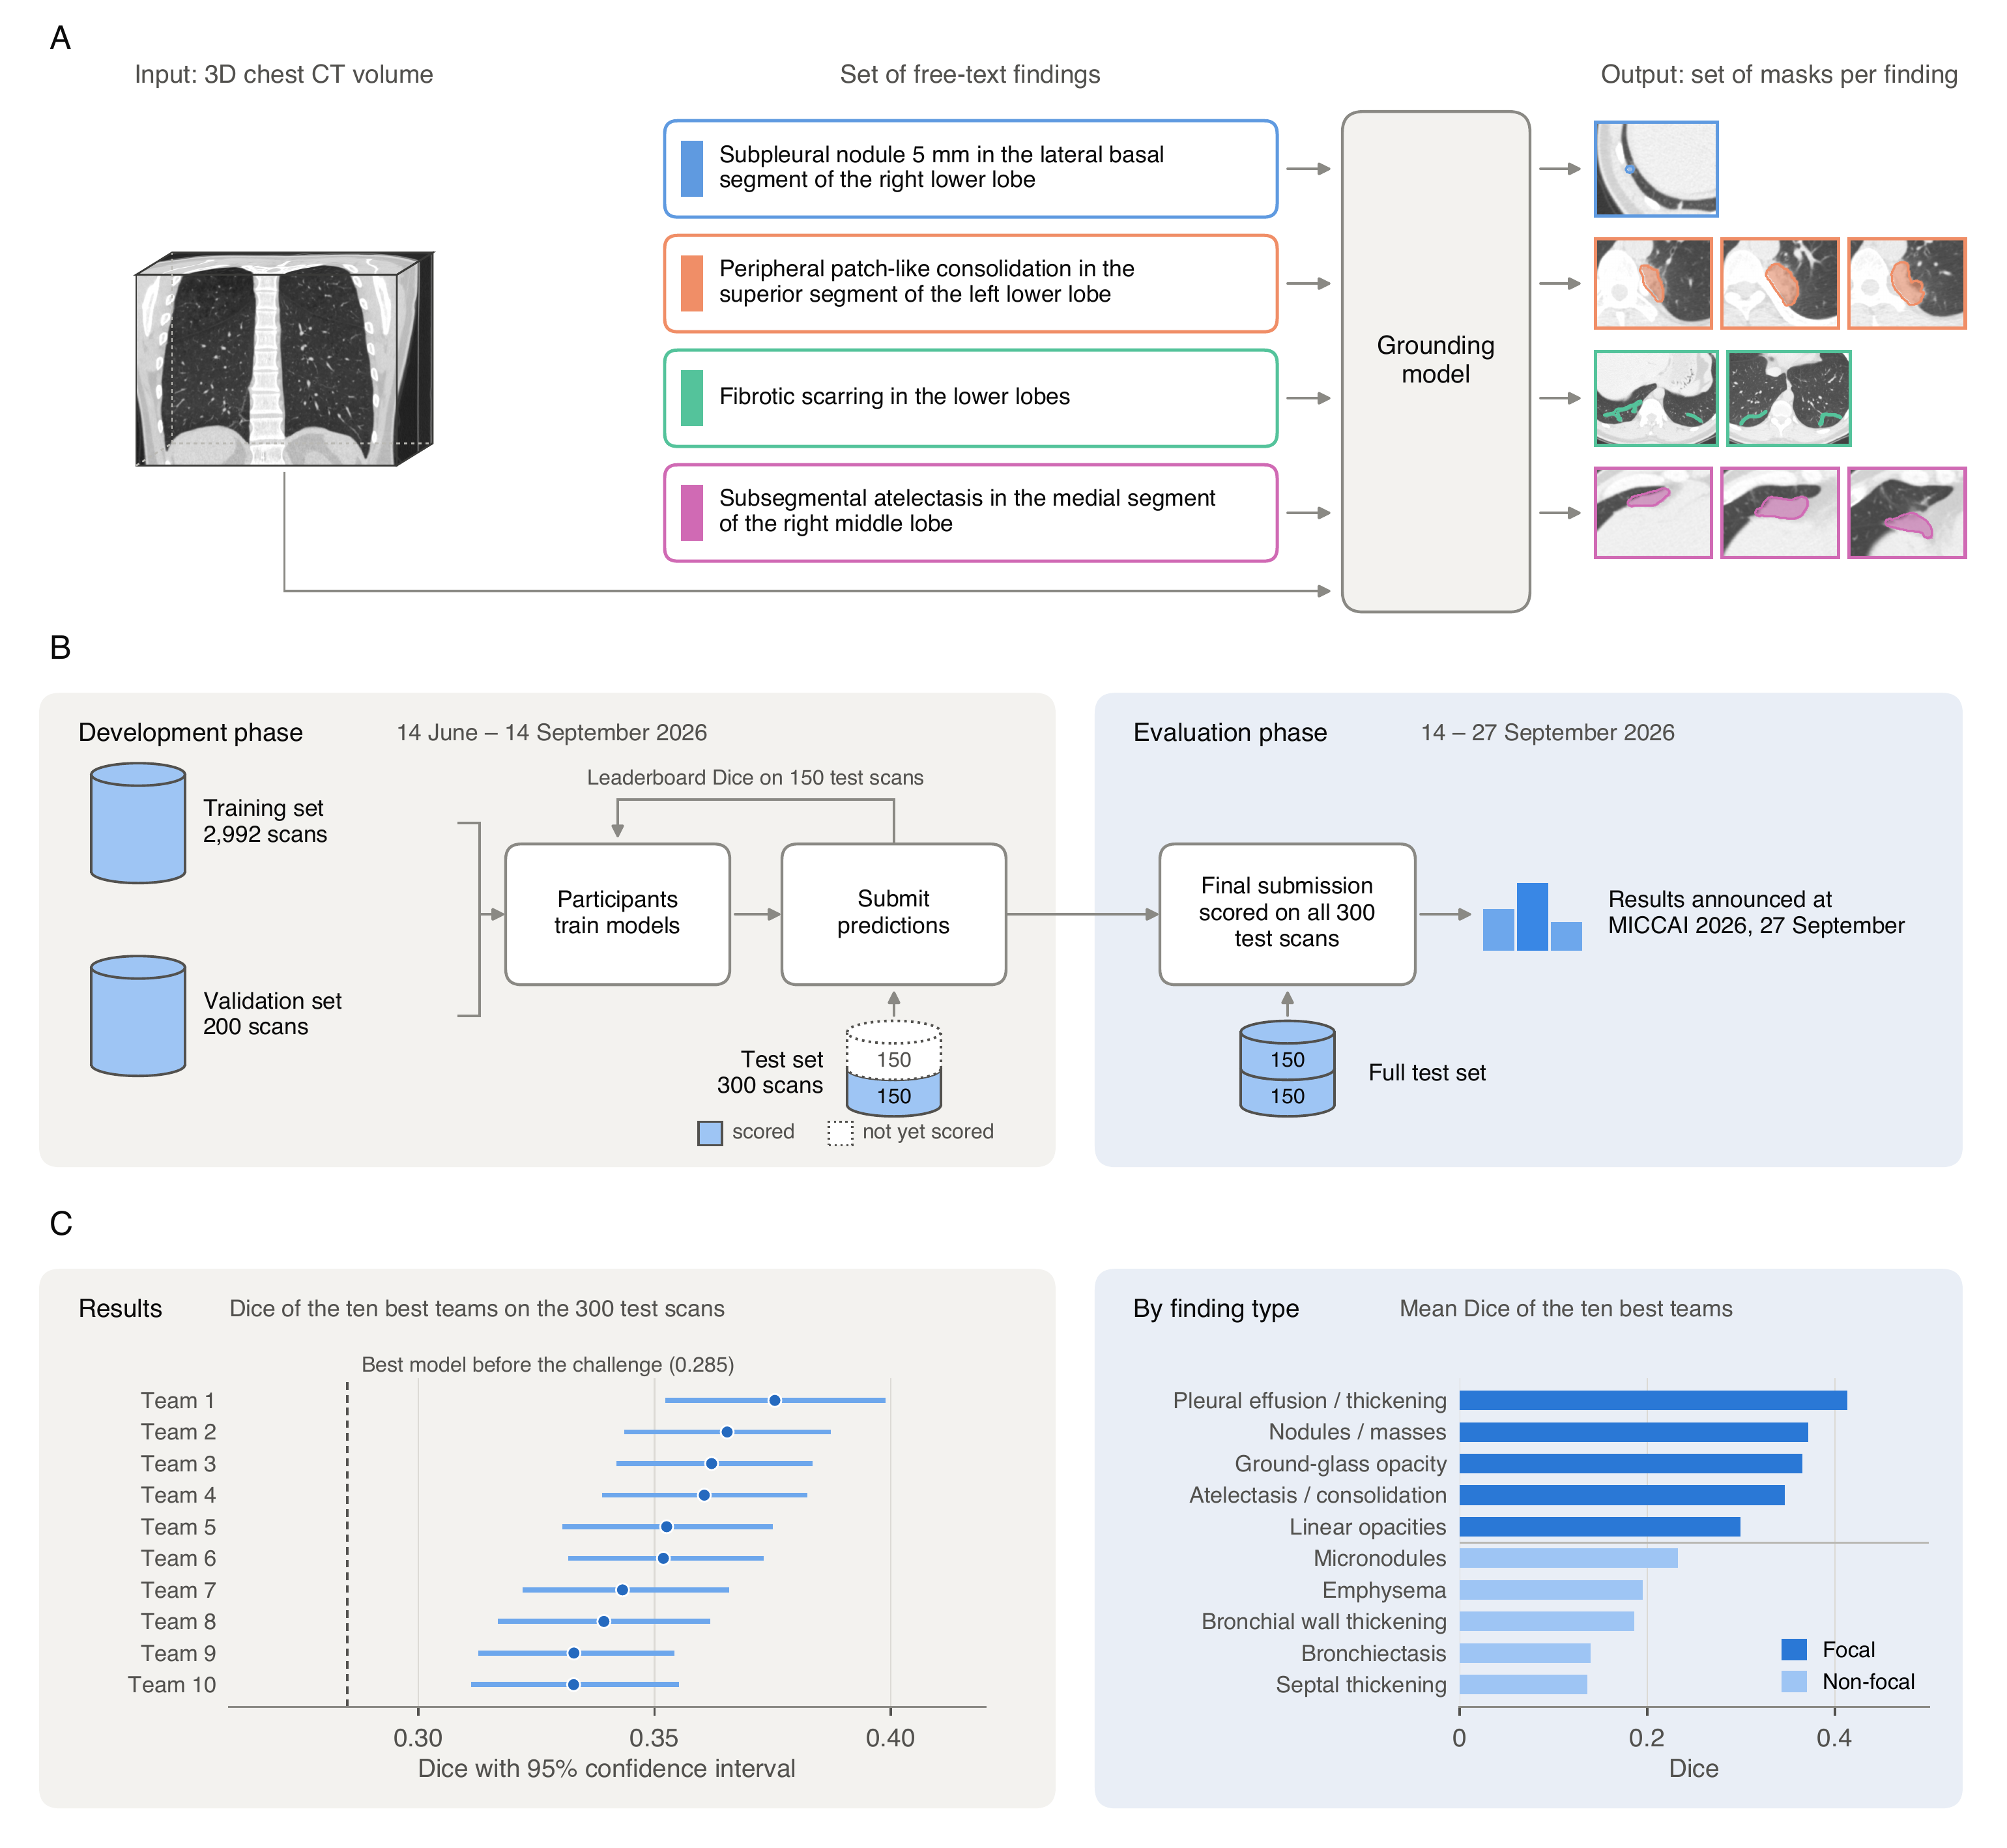 A
Input: 3D chest CT volume
Set of free-text findings
Output: set of masks per finding
Subpleural nodule 5 mm in the lateral basal
segment of the right lower lobe
Peripheral patch-like consolidation in the
superior segment of the left lower lobe
Fibrotic scarring in the lower lobes
Subsegmental atelectasis in the medial segment
of the right middle lobe
Grounding
model
B
Development phase
14 June – 14 September 2026
Leaderboard Dice on 150 test scans
Training set
2,992 scans
Validation set
200 scans
Participants
train models
Submit
predictions
Test set
300 scans
150
150
scored
not yet scored
Evaluation phase
14 – 27 September 2026
Final submission
scored on all 300
test scans
Results announced at
MICCAI 2026, 27 September
150
150
Full test set
C
Results
Dice of the ten best teams on the 300 test scans
Best model before the challenge (0.285)
Team 1
Team 2
Team 3
Team 4
Team 5
Team 6
Team 7
Team 8
Team 9
Team 10
0.30
0.35
0.40
Dice with 95% confidence interval
By finding type
Mean Dice of the ten best teams
Pleural effusion / thickening
Nodules / masses
Ground-glass opacity
Atelectasis / consolidation
Linear opacities
Micronodules
Emphysema
Bronchial wall thickening
Bronchiectasis
Septal thickening
Focal
Non-focal
0
0.2
0.4
Dice